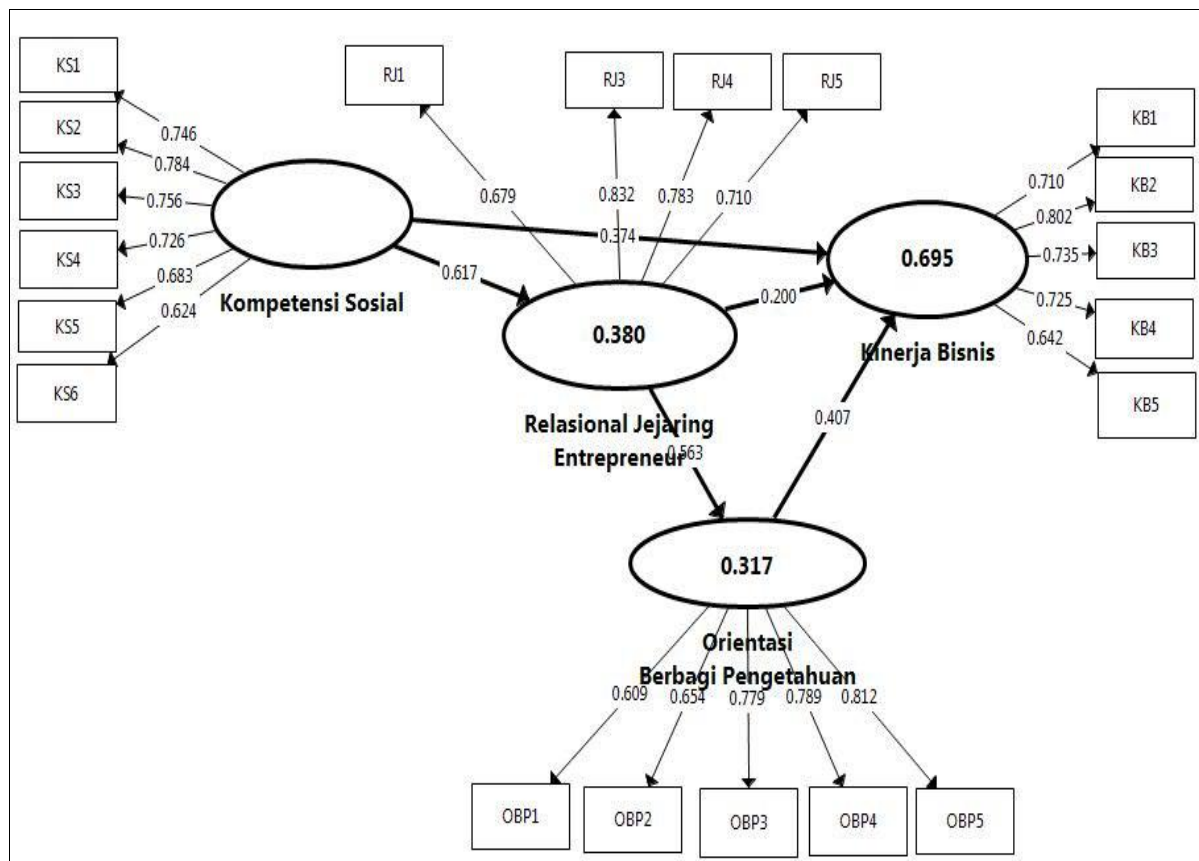 KS1
KS2
KS3
KS4
KS5
KS6
0.746
0.784
0.756
0.726
0.683
0.624
Kompetensi Sosial
RJ1
RJ3
RJ4
RJ5
0.679
0.832
0.783
0.710
0.374
0.617
0.200
0.380
Relasional Jejaring
Entrepreneur
0.563
0.407
0.695
Kinerja Bisnis
0.710
0.802
0.735
0.725
0.642
KB1
KB2
KB3
KB4
KB5
0.317
Orientasi
Berbagi Pengetahuan
0.609
0.654
0.779
0.789
0.812
OBP1
OBP2
OBP3
OBP4
OBP5